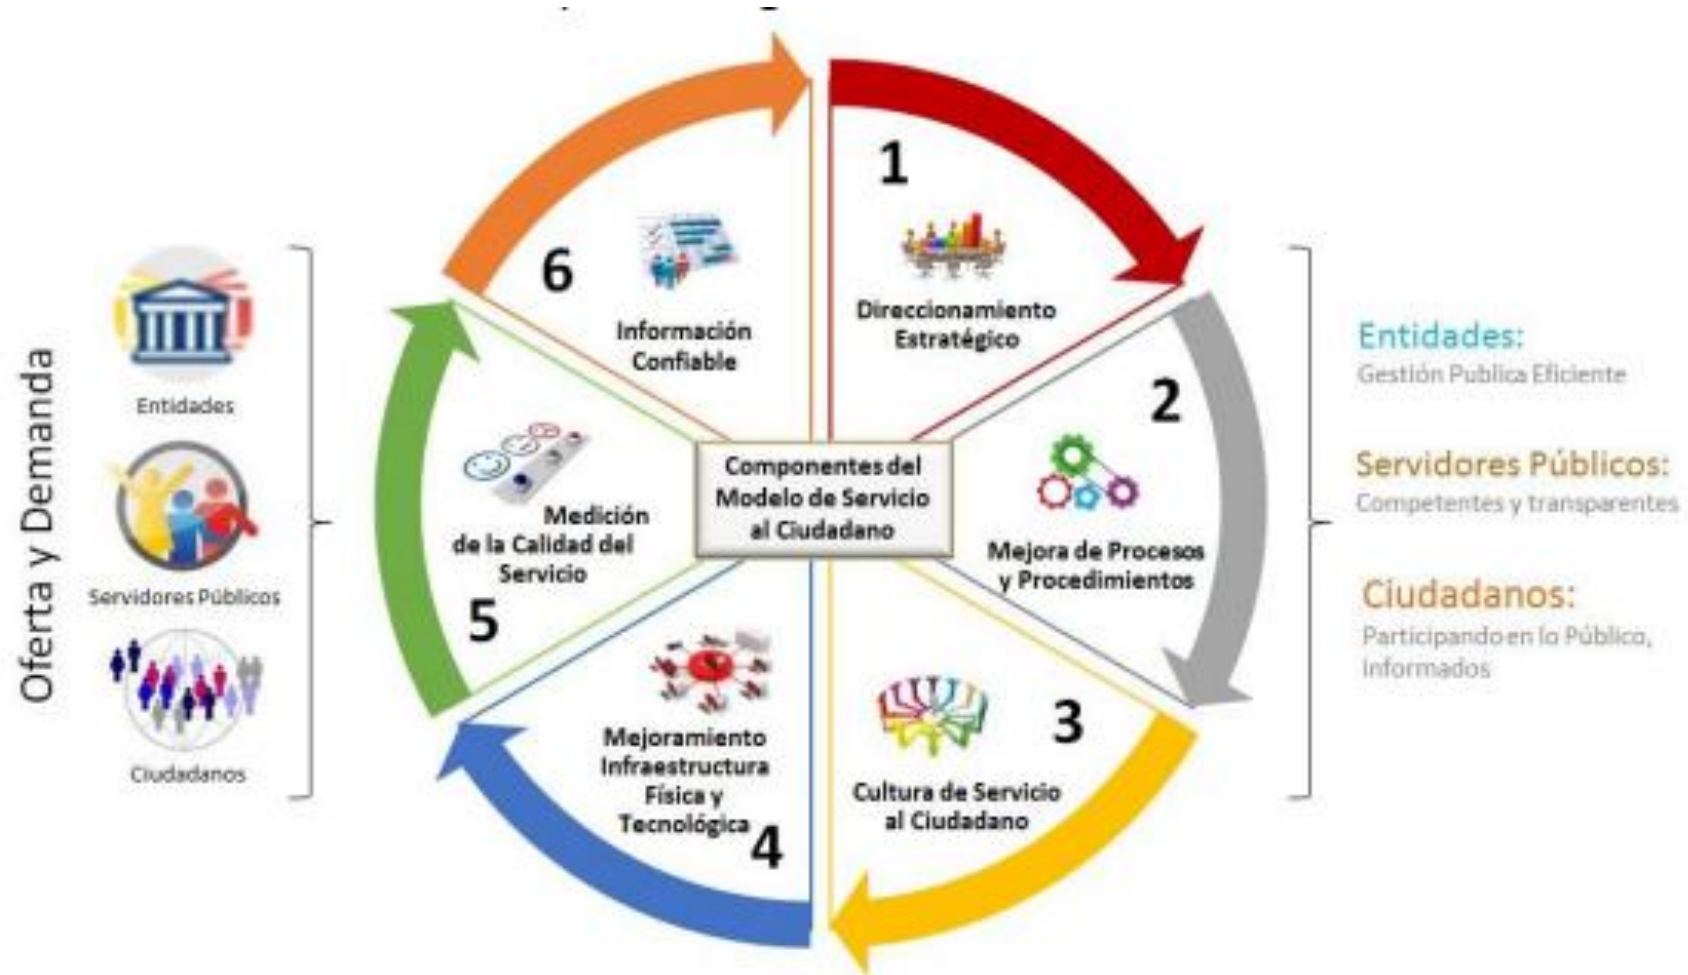 Oferta y Demanda
Entidades
Servidores Públicos
Ciudadanos
1
Direccionamiento
Estratégico
2
Mejora de Procesos
y Procedimientos
3
Cultura de Servicio
al Ciudadano
4
Mejoramiento
Infraestructura
Física y
Tecnológica
5
Medición
de la Calidad del
Servicio
6
Información
Confiable
Componentes del
Modelo de Servicio
al Ciudadano
Entidades:
Gestión Publica Eficiente
Servidores Públicos:
Competentes y transparentes
Ciudadanos:
Participando en lo Público,
Informados